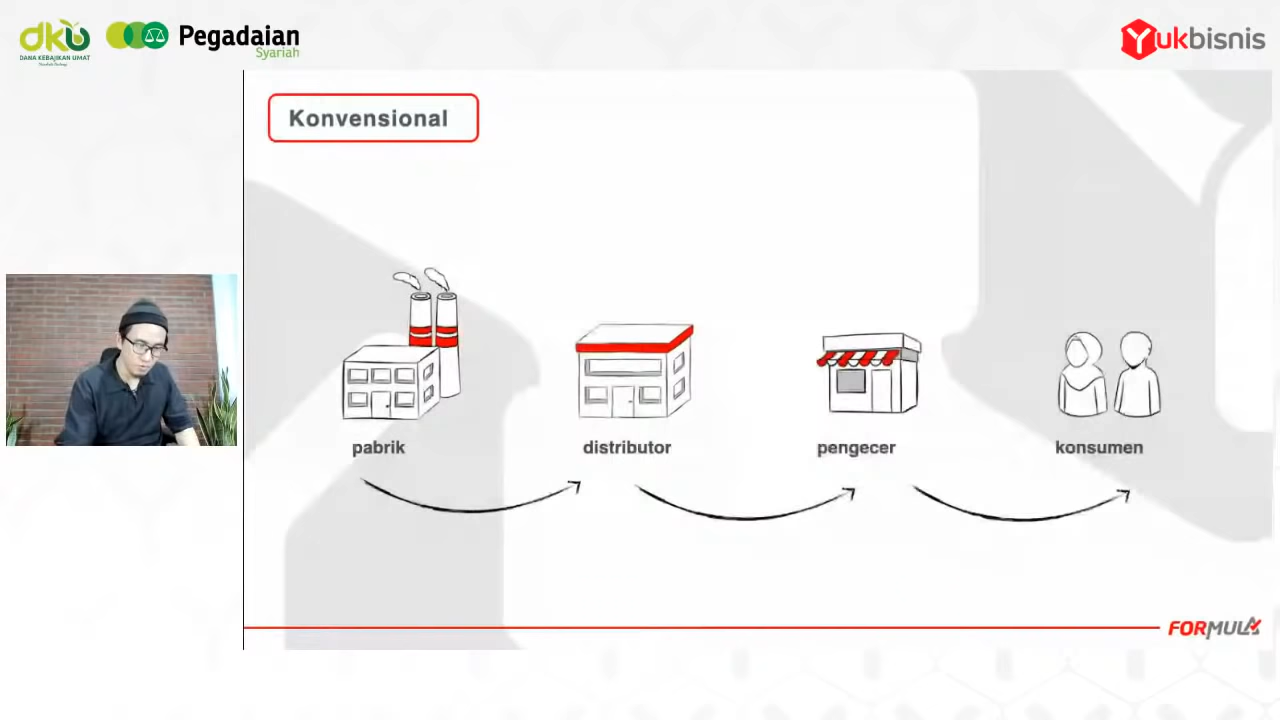 dku
DANA KEBAJIKAN UMAT
Pegadaian
Syariah
Yukbisnis
Konvensional
pabrik
distributor
pengecer
konsumen
FORMULA